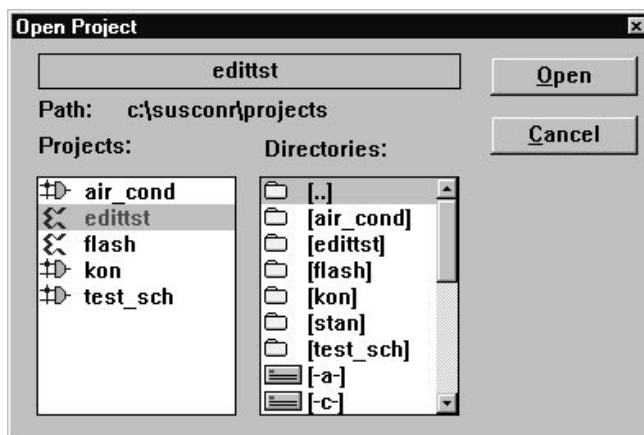 Open Project
edittst
Open
Path: c:\susconr\projects
Cancel
Projects:
Directories:
air_cond
edittst
flash
kon
test_sch
[..]
[air_cond]
[edittst]
[flash]
[kon]
[stan]
[test_sch]
[-a-]
[-c-]